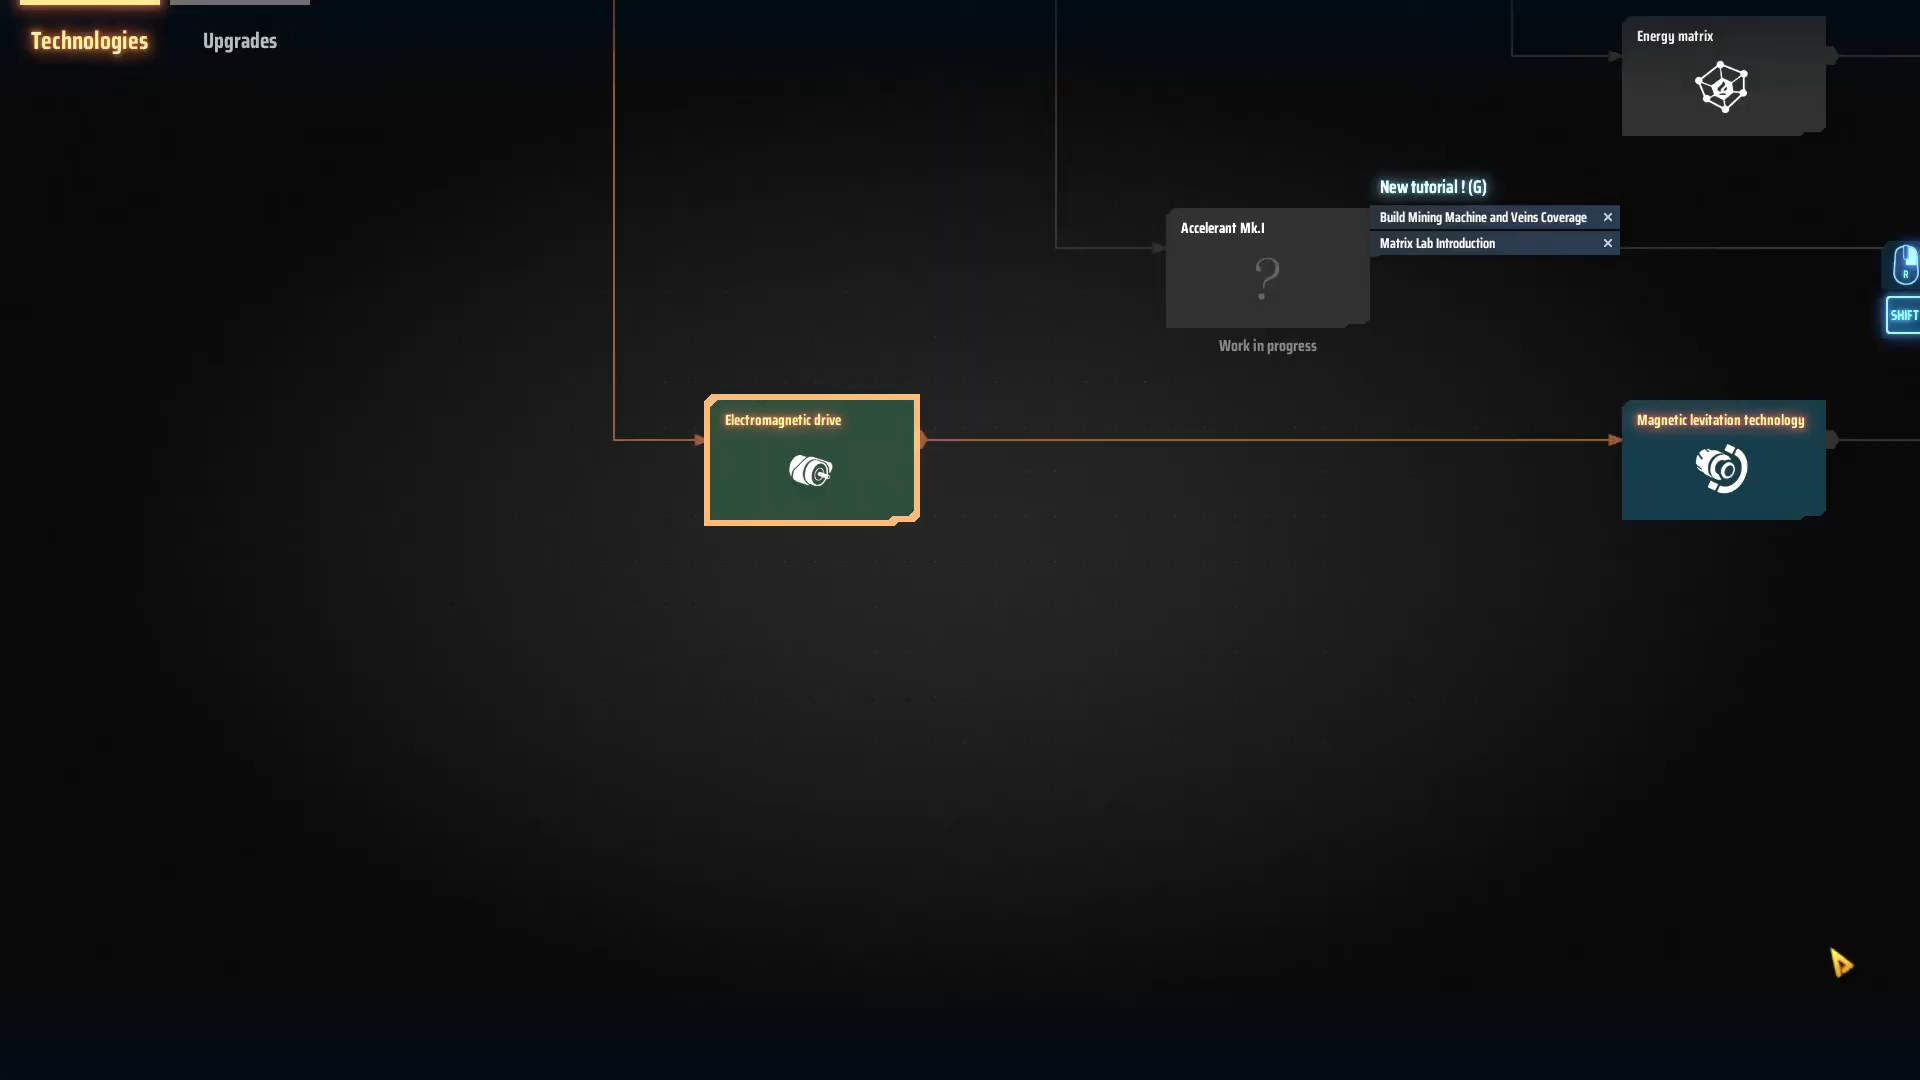 Technologies
Upgrades
Energy matrix
New tutorial ! (G)
Build Mining Machine and Veins Coverage
Matrix Lab Introduction
Accelerant Mk.I
?
Work in progress
R
SHIFT
Electromagnetic drive
Magnetic levitation technology